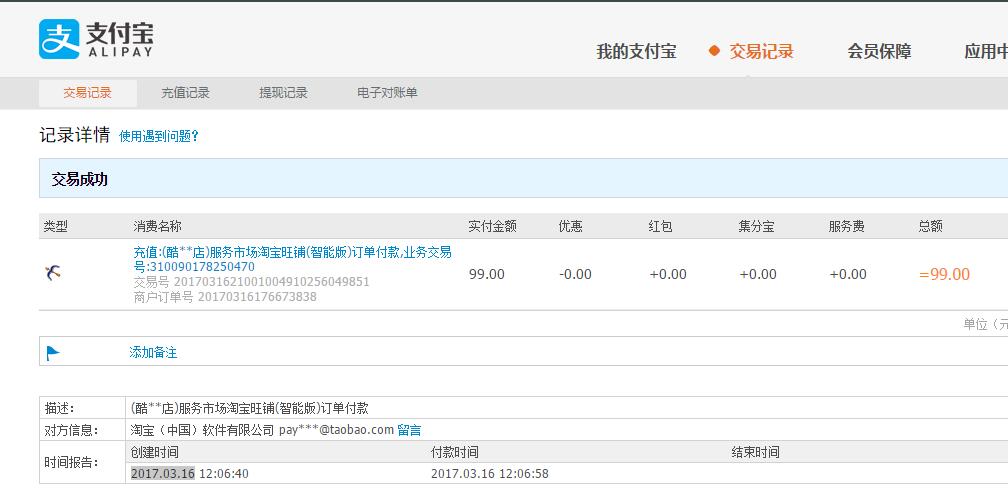 支付宝
ALIPAY
我的支付宝 交易记录 会员保障 应用中
交易记录 充值记录 提现记录 电子对账单
记录详情 使用遇到问题?
交易成功
类型 消费名称 实付金额 优惠 红包 集分宝 服务费 总额
充值:(酷**店)服务市场淘宝旺铺(智能版)订单付款,业务交易
号:310090178250470
99.00 -0.00 +0.00 +0.00 +0.00 =99.00
交易号 2017031621001004910256049851
商户订单号 20170316176673838
单位（元
添加备注
描述: (酷**店)服务市场淘宝旺铺(智能版)订单付款
对方信息: 淘宝（中国）软件有限公司 pay***@taobao.com 留言
时间报告: 创建时间 付款时间 结束时间
2017.03.16 12:06:40 2017.03.16 12:06:58